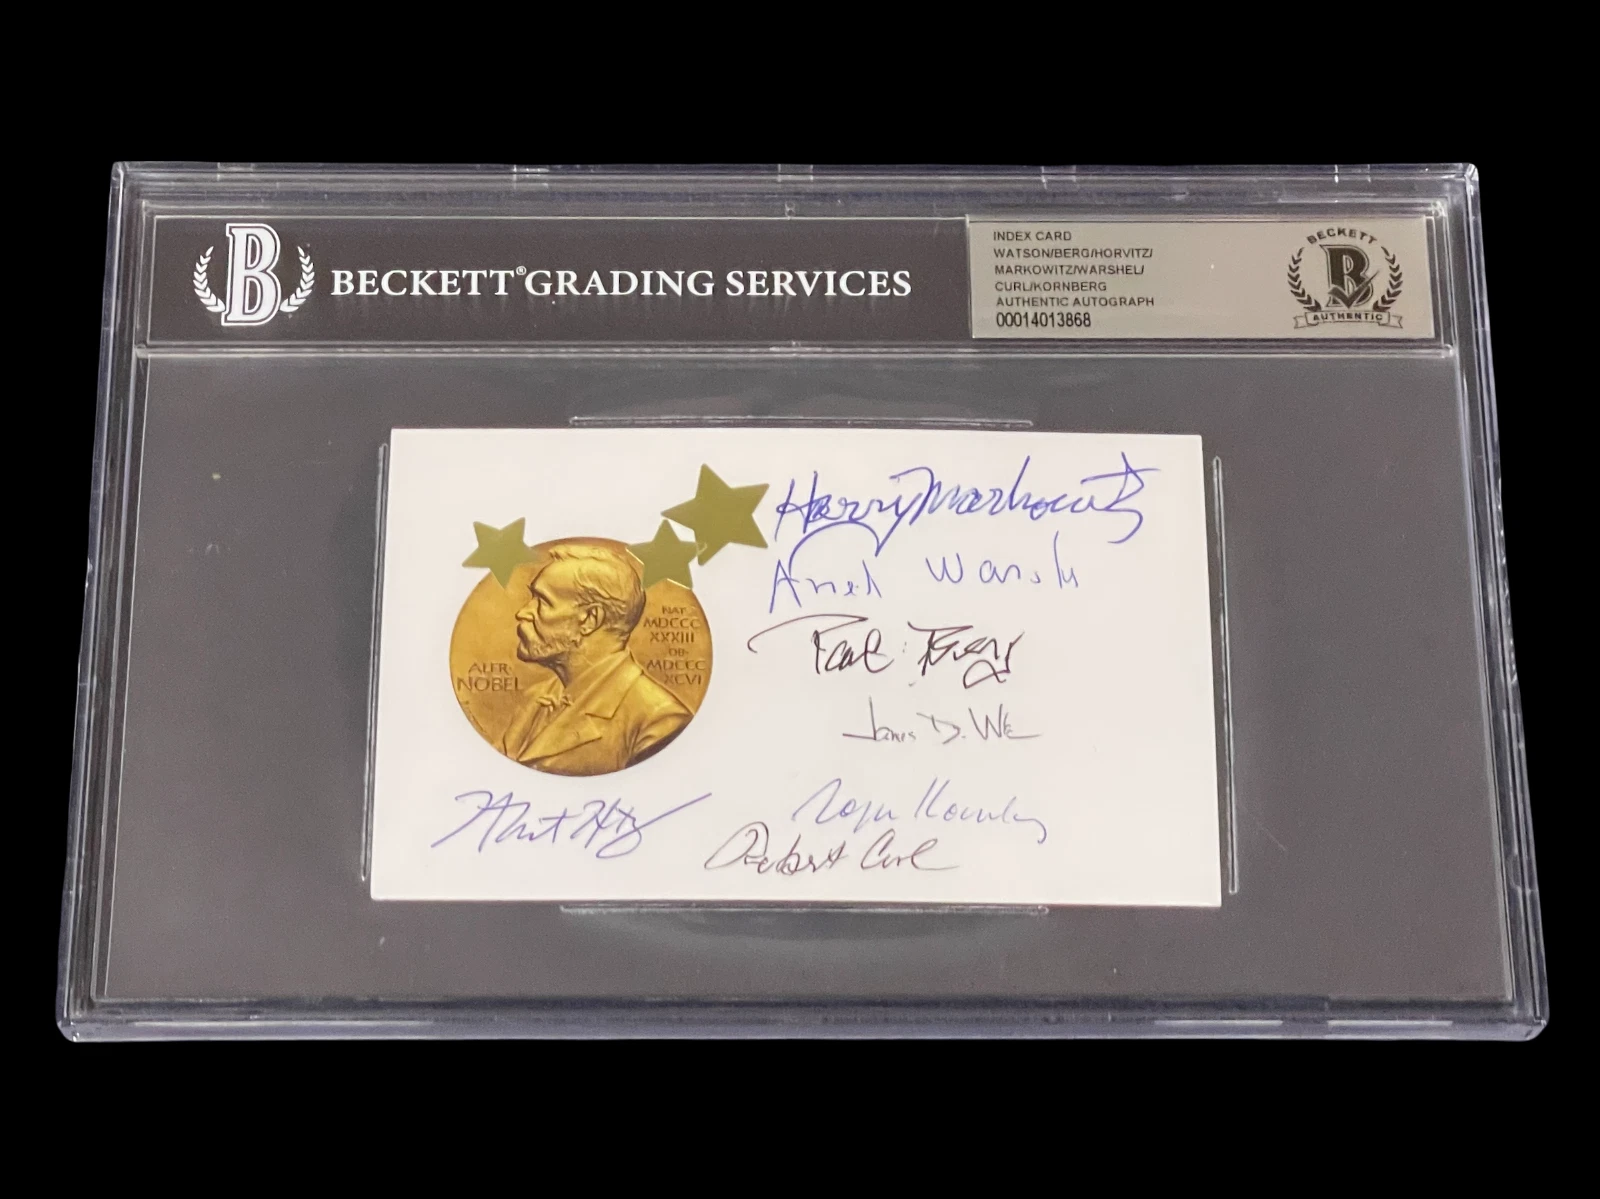 BECKETT® GRADING SERVICES
INDEX CARD
WATSON/BERG/HORVITZ/
MARKOWITZ/WARSHEL/
CURL/KORNBERG
AUTHENTIC AUTOGRAPH
00014013868
BECKETT
B
AUTHENTIC
Harry Markowitz
Arieh Warshel
Paul Berg
James D. W
Roger Kornberg
Robert Curl
ALFR·
NOBEL
NAT·
MDCCC
XXXIII
OB·
MDCCC
XCVI